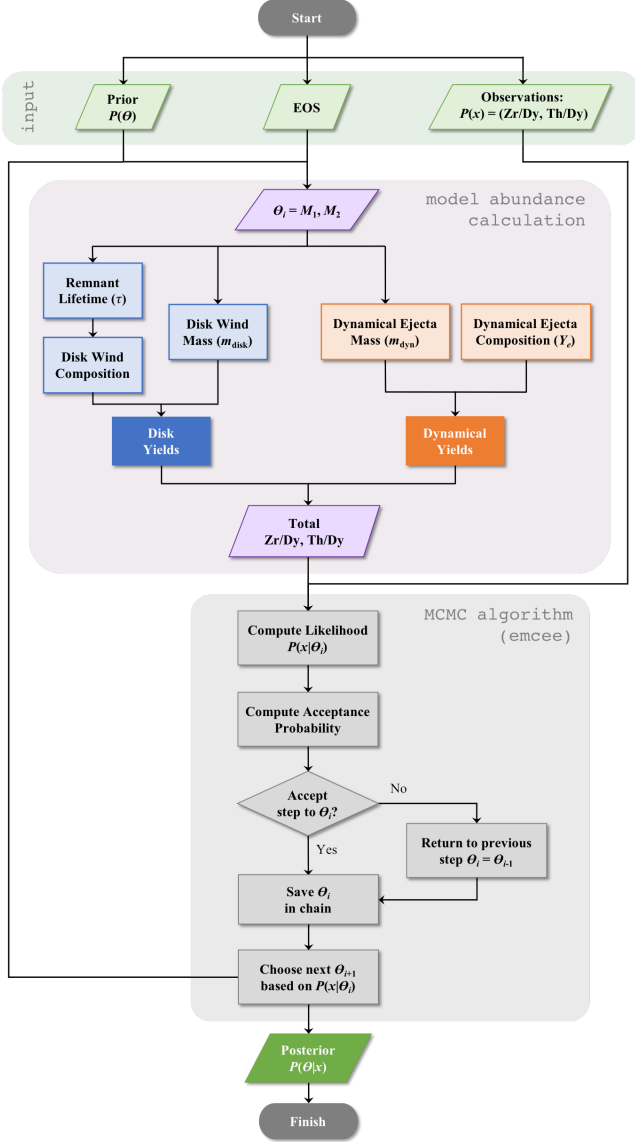 Start
input
Prior
P(Θ)
EOS
Observations:
P(x) = (Zr/Dy, Th/Dy)
model abundance
calculation
Θᵢ = M₁, M₂
Remnant
Lifetime (τ)
Disk Wind
Mass (m_disk)
Dynamical Ejecta
Mass (m_dyn)
Dynamical Ejecta
Composition (Yₑ)
Disk Wind
Composition
Disk
Yields
Dynamical
Yields
Total
Zr/Dy, Th/Dy
MCMC algorithm
(emcee)
Compute Likelihood
P(x|Θᵢ)
Compute Acceptance
Probability
Accept
step to Θᵢ?
No
Return to previous
step Θᵢ = Θᵢ₋₁
Yes
Save Θᵢ
in chain
Choose next Θᵢ₊₁
based on P(x|Θᵢ)
Posterior
P(Θ|x)
Finish